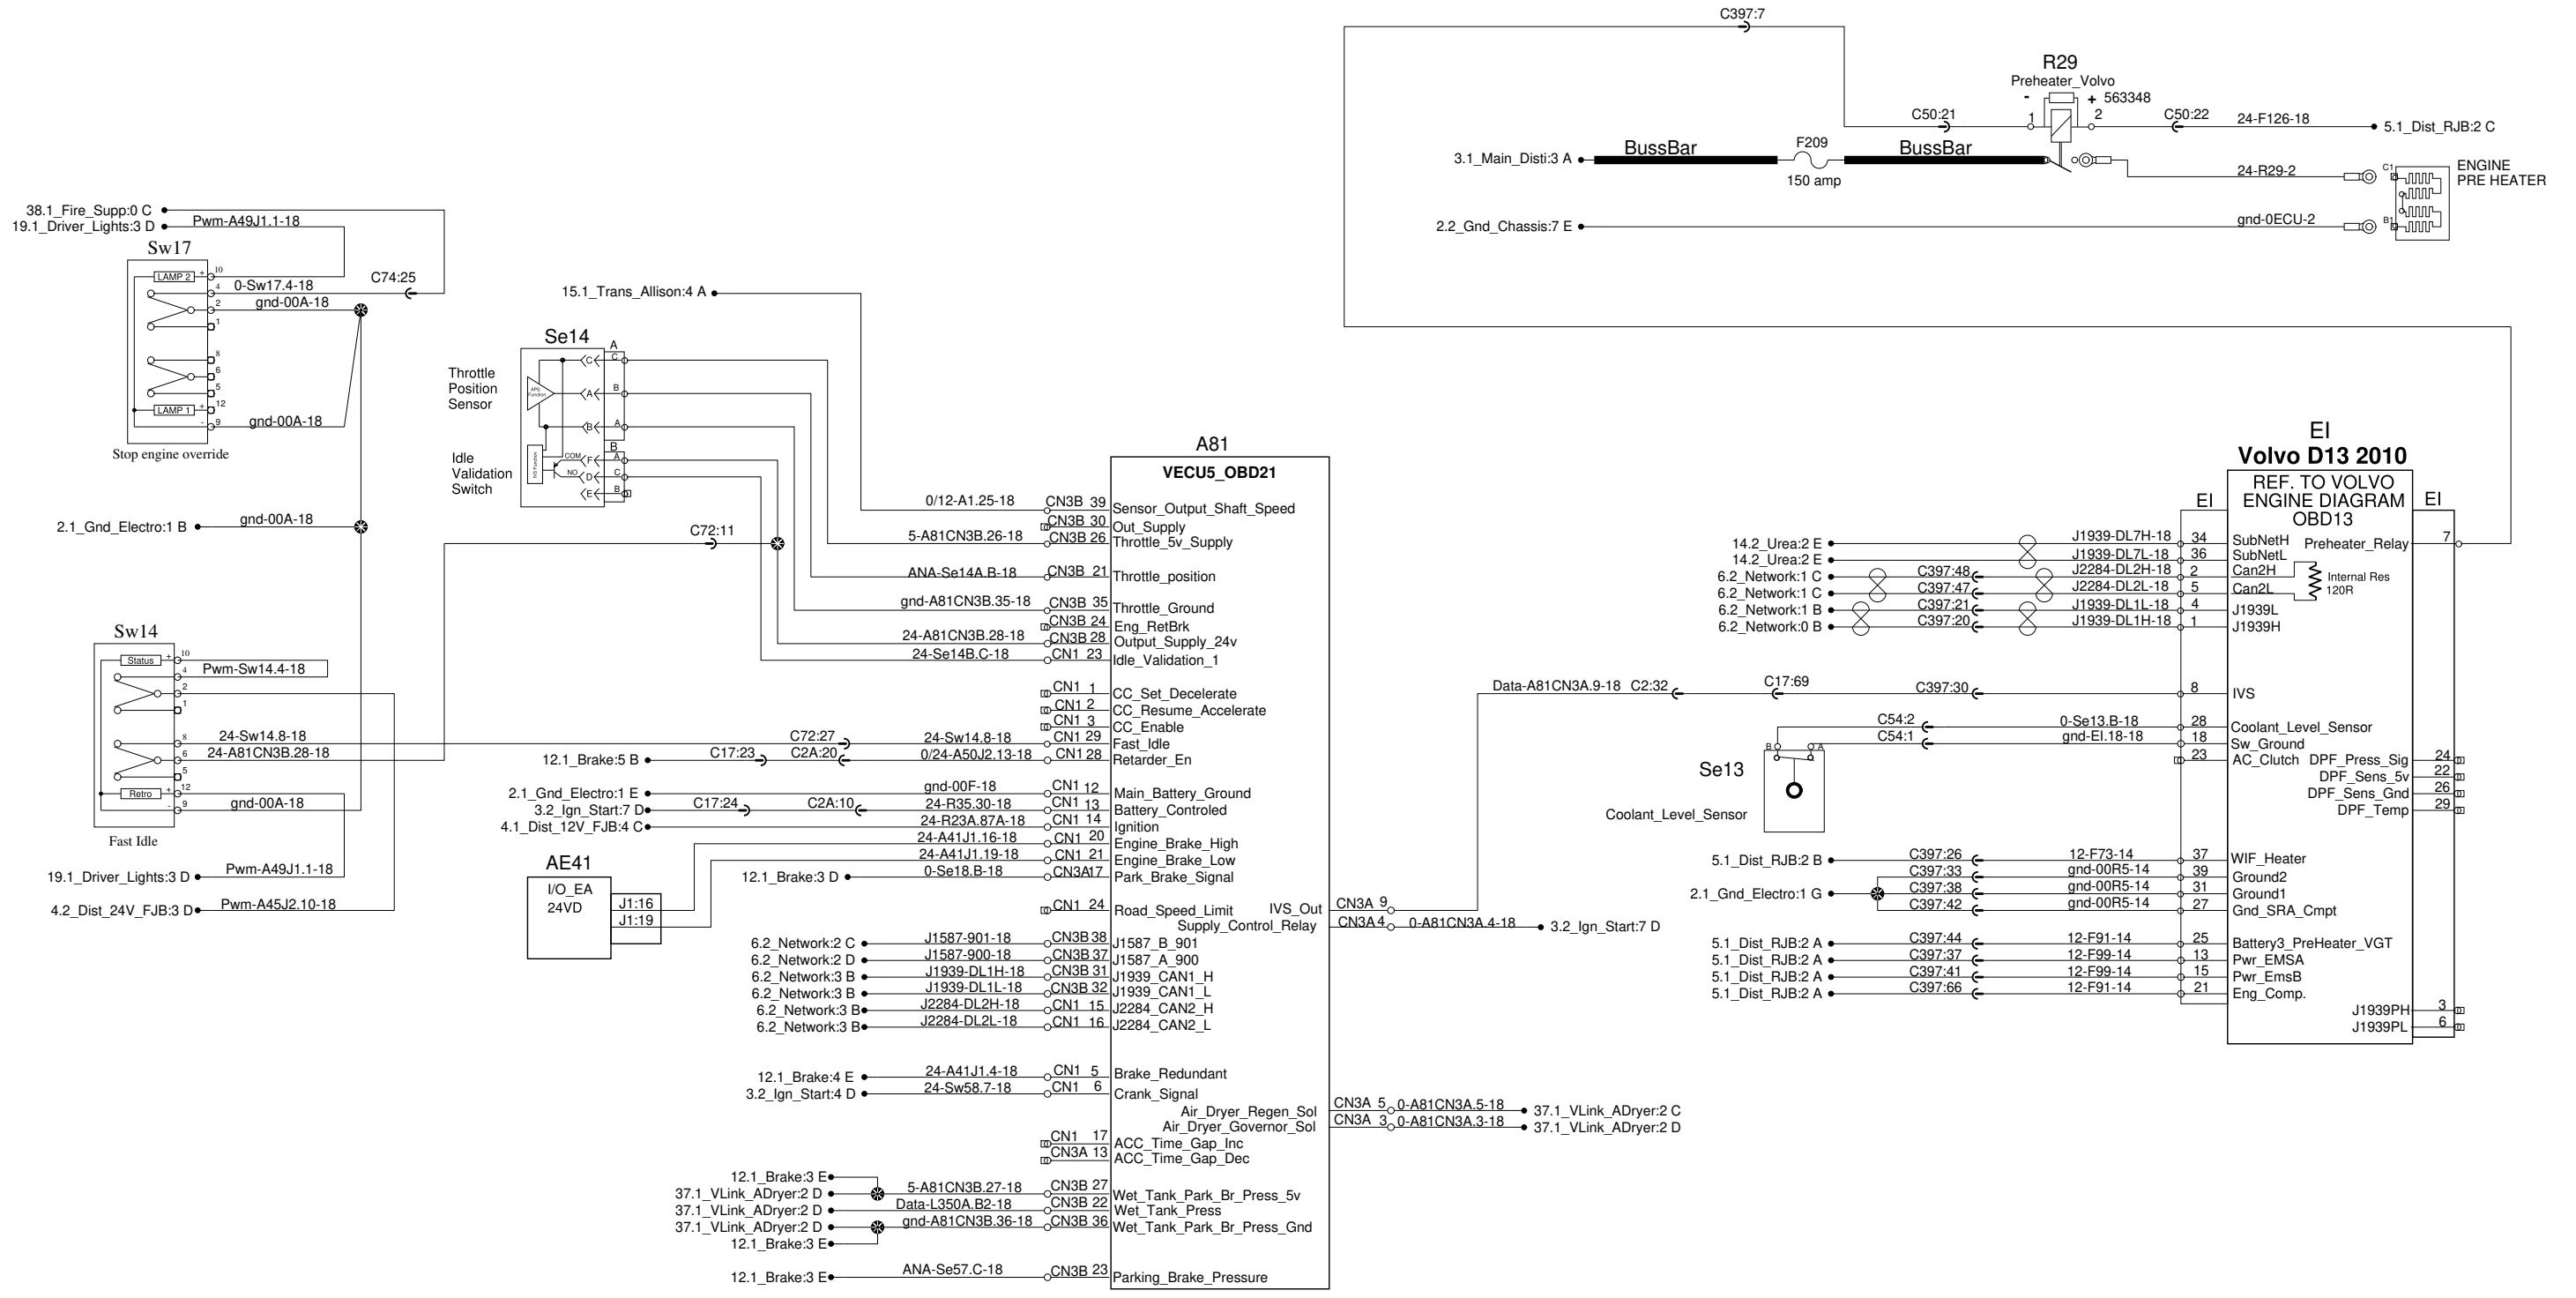 C397:7
R29
Preheater_Volvo
- + 563348
C50:21 1 2 C50:22 24-F126-18 5.1_Dist_RJB:2 C
3.1_Main_Disti:3 A BussBar F209 BussBar
150 amp
24-R29-2 C1 ENGINE
PRE HEATER
2.2_Gnd_Chassis:7 E gnd-0ECU-2 B1
38.1_Fire_Supp:0 C
19.1_Driver_Lights:3 D Pwm-A49J1.1-18
Sw17
LAMP 2 + 10
4 0-Sw17.4-18 C74:25
2 gnd-00A-18
1
8
6
5
LAMP 1 + 12
- 9 gnd-00A-18
Stop engine override
2.1_Gnd_Electro:1 B gnd-00A-18
Sw14
Status + 10
4 Pwm-Sw14.4-18
2
1
8 24-Sw14.8-18
6 24-A81CN3B.28-18
5
Retro + 12
- 9 gnd-00A-18
Fast Idle
19.1_Driver_Lights:3 D Pwm-A49J1.1-18
4.2_Dist_24V_FJB:3 D Pwm-A45J2.10-18
15.1_Trans_Allison:4 A
Se14
Throttle
Position
Sensor
APS
Function
A
C C
A B
B A
Idle
Validation
Switch
IVS Function
B
COM F A
NO D C
E B
C72:11
C72:27
AE41
I/O_EA
24VD
J1:16
J1:19
A81
VECU5_OBD21
0/12-A1.25-18 CN3B 39 Sensor_Output_Shaft_Speed
CN3B 30 Out_Supply
5-A81CN3B.26-18 CN3B 26 Throttle_5v_Supply
ANA-Se14A.B-18 CN3B 21 Throttle_position
gnd-A81CN3B.35-18 CN3B 35 Throttle_Ground
CN3B 24 Eng_RetBrk
24-A81CN3B.28-18 CN3B 28 Output_Supply_24v
24-Se14B.C-18 CN1 23 Idle_Validation_1
CN1 1 CC_Set_Decelerate
CN1 2 CC_Resume_Accelerate
CN1 3 CC_Enable
24-Sw14.8-18 CN1 29 Fast_Idle
12.1_Brake:5 B C17:23 C2A:20 0/24-A50J2.13-18 CN1 28 Retarder_En
2.1_Gnd_Electro:1 E gnd-00F-18 CN1 12 Main_Battery_Ground
3.2_Ign_Start:7 D C17:24 C2A:10 24-R35.30-18 CN1 13 Battery_Controled
4.1_Dist_12V_FJB:4 C 24-R23A.87A-18 CN1 14 Ignition
24-A41J1.16-18 CN1 20 Engine_Brake_High
24-A41J1.19-18 CN1 21 Engine_Brake_Low
12.1_Brake:3 D 0-Se18.B-18 CN3A 17 Park_Brake_Signal
CN1 24 Road_Speed_Limit
6.2_Network:2 C J1587-901-18 CN3B 38 J1587_B_901
6.2_Network:2 D J1587-900-18 CN3B 37 J1587_A_900
6.2_Network:3 B J1939-DL1H-18 CN3B 31 J1939_CAN1_H
6.2_Network:3 B J1939-DL1L-18 CN3B 32 J1939_CAN1_L
6.2_Network:3 B J2284-DL2H-18 CN1 15 J2284_CAN2_H
6.2_Network:3 B J2284-DL2L-18 CN1 16 J2284_CAN2_L
12.1_Brake:4 E 24-A41J1.4-18 CN1 5 Brake_Redundant
3.2_Ign_Start:4 D 24-Sw58.7-18 CN1 6 Crank_Signal
CN1 17 ACC_Time_Gap_Inc
CN3A 13 ACC_Time_Gap_Dec
12.1_Brake:3 E
37.1_VLink_ADryer:2 D 5-A81CN3B.27-18 CN3B 27 Wet_Tank_Park_Br_Press_5v
37.1_VLink_ADryer:2 D Data-L350A.B2-18 CN3B 22 Wet_Tank_Press
37.1_VLink_ADryer:2 D gnd-A81CN3B.36-18 CN3B 36 Wet_Tank_Park_Br_Press_Gnd
12.1_Brake:3 E
12.1_Brake:3 E ANA-Se57.C-18 CN3B 23 Parking_Brake_Pressure
IVS_Out CN3A 9
Supply_Control_Relay CN3A 4 0-A81CN3A.4-18 3.2_Ign_Start:7 D
Air_Dryer_Regen_Sol CN3A 5 0-A81CN3A.5-18 37.1_VLink_ADryer:2 C
Air_Dryer_Governor_Sol CN3A 3 0-A81CN3A.3-18 37.1_VLink_ADryer:2 D
EI
Volvo D13 2010
REF. TO VOLVO
ENGINE DIAGRAM
OBD13
EI EI
14.2_Urea:2 E J1939-DL7H-18 34 SubNetH
14.2_Urea:2 E J1939-DL7L-18 36 SubNetL
6.2_Network:1 C C397:48 J2284-DL2H-18 2 Can2H
6.2_Network:1 C C397:47 J2284-DL2L-18 5 Can2L
6.2_Network:1 B C397:21 J1939-DL1L-18 4 J1939L
6.2_Network:0 B C397:20 J1939-DL1H-18 1 J1939H
Preheater_Relay 7
Internal Res
120R
Data-A81CN3A.9-18 C2:32 C17:69 C397:30 8 IVS
C54:2 0-Se13.B-18 28 Coolant_Level_Sensor
C54:1 gnd-EI.18-18 18 Sw_Ground
23 AC_Clutch
B A
Se13
Coolant_Level_Sensor
DPF_Press_Sig 24
DPF_Sens_5v 22
DPF_Sens_Gnd 26
DPF_Temp 29
5.1_Dist_RJB:2 B C397:26 12-F73-14 37 WIF_Heater
C397:33 gnd-00R5-14 39 Ground2
2.1_Gnd_Electro:1 G C397:38 gnd-00R5-14 31 Ground1
C397:42 gnd-00R5-14 27 Gnd_SRA_Cmpt
5.1_Dist_RJB:2 A C397:44 12-F91-14 25 Battery3_PreHeater_VGT
5.1_Dist_RJB:2 A C397:37 12-F99-14 13 Pwr_EMSA
5.1_Dist_RJB:2 A C397:41 12-F99-14 15 Pwr_EmsB
5.1_Dist_RJB:2 A C397:66 12-F91-14 21 Eng_Comp.
J1939PH 3
J1939PL 6